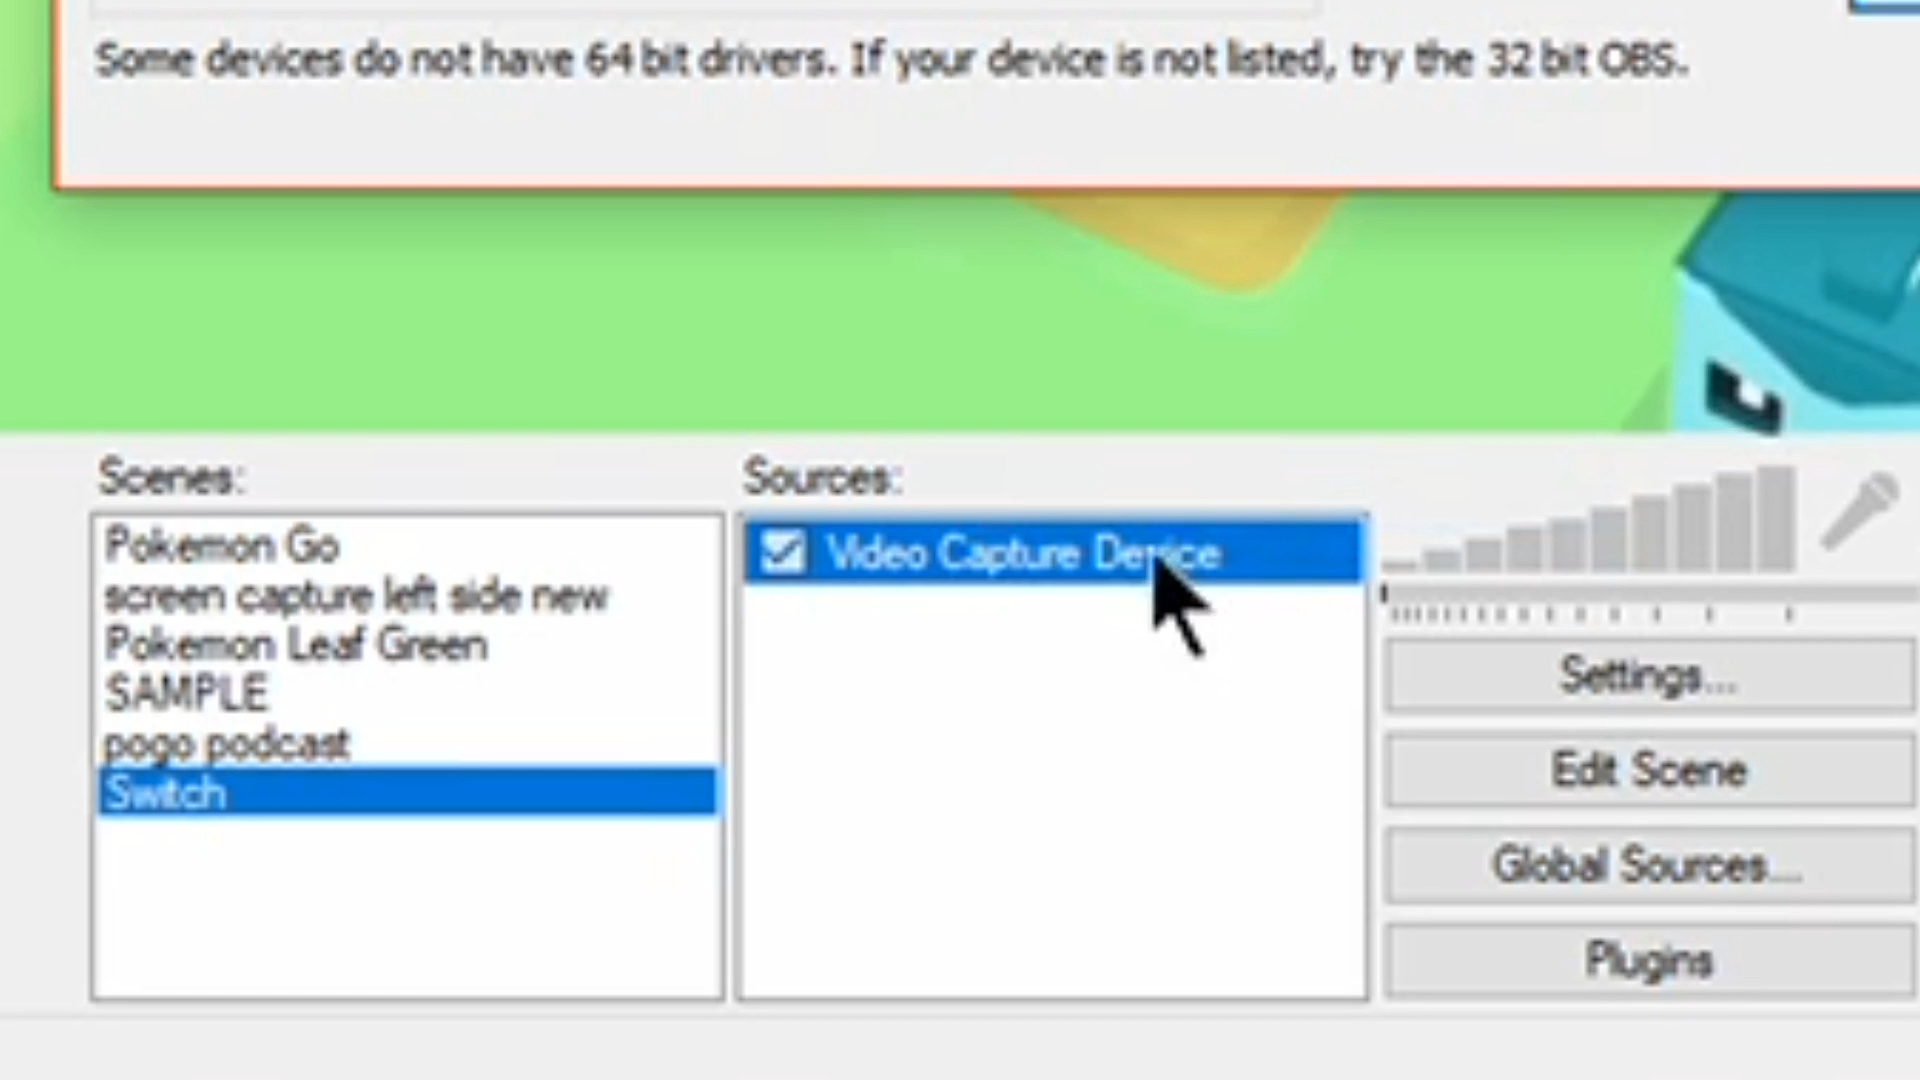 Some devices do not have 64 bit drivers. If your device is not listed, try the 32 bit OBS.
Scenes:
Pokemon Go
screen capture left side new
Pokemon Leaf Green
SAMPLE
pogo podcast
Switch
Sources:
Video Capture Device
Settings...
Edit Scene
Global Sources...
Plugins